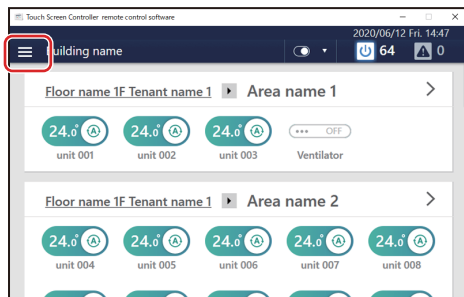 Touch Screen Controller remote control software
2020/06/12 Fri. 14:47
Building name
64
0
Floor name 1F Tenant name 1 Area name 1
24.0° A 24.0° A 24.0° A OFF
unit 001 unit 002 unit 003 Ventilator
Floor name 1F Tenant name 1 Area name 2
24.0° A 24.0° A 24.0° A 24.0° A 24.0° A
unit 004 unit 005 unit 006 unit 007 unit 008